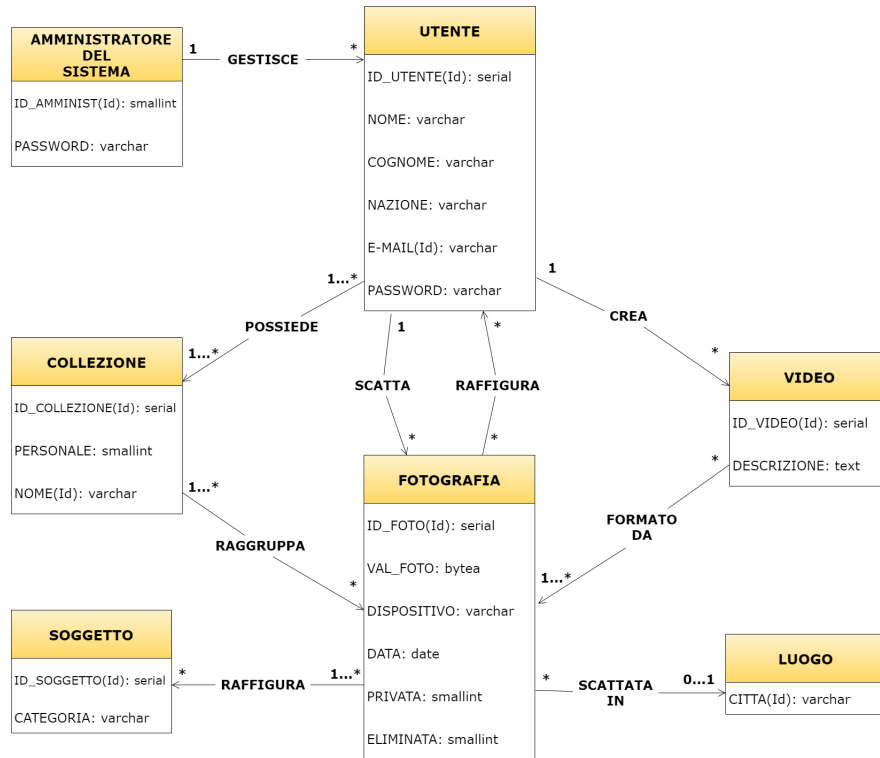 AMMINISTRATORE
DEL
SISTEMA
ID_AMMINIST(Id): smallint
PASSWORD: varchar
1
GESTISCE
*
UTENTE
ID_UTENTE(Id): serial
NOME: varchar
COGNOME: varchar
NAZIONE: varchar
E-MAIL(Id): varchar
PASSWORD: varchar
1...*
POSSIEDE
1...*
1
SCATTA
*
*
RAFFIGURA
*
1
CREA
*
COLLEZIONE
ID_COLLEZIONE(Id): serial
PERSONALE: smallint
NOME(Id): varchar
VIDEO
ID_VIDEO(Id): serial
DESCRIZIONE: text
1...*
RAGGRUPPA
*
*
FORMATO
DA
1...*
FOTOGRAFIA
ID_FOTO(Id): serial
VAL_FOTO: bytea
DISPOSITIVO: varchar
DATA: date
PRIVATA: smallint
ELIMINATA: smallint
SOGGETTO
ID_SOGGETTO(Id): serial
CATEGORIA: varchar
*
RAFFIGURA
1...*
*
SCATTATA
IN
0...1
LUOGO
CITTA(Id): varchar